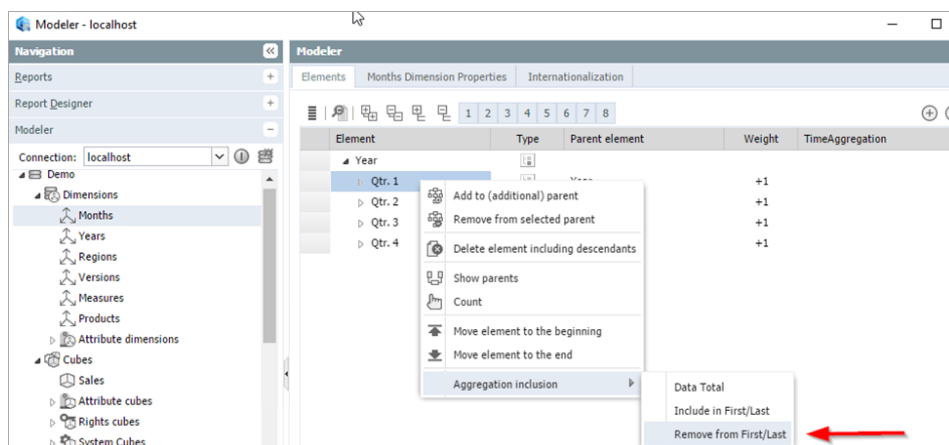 Modeler - localhost
Navigation
Reports
Report Designer
Modeler
Connection: localhost
Demo
Dimensions
Months
Years
Regions
Versions
Measures
Products
Attribute dimensions
Cubes
Sales
Attribute cubes
Rights cubes
System Cubes
Modeler
Elements Months Dimension Properties Internationalization
1 2 3 4 5 6 7 8
Element Type Parent element Weight TimeAggregation
Year
Qtr. 1 Year +1
Qtr. 2 +1
Qtr. 3 +1
Qtr. 4 +1
Add to (additional) parent
Remove from selected parent
Delete element including descendants
Show parents
Count
Move element to the beginning
Move element to the end
Aggregation inclusion
Data Total
Include in First/Last
Remove from First/Last